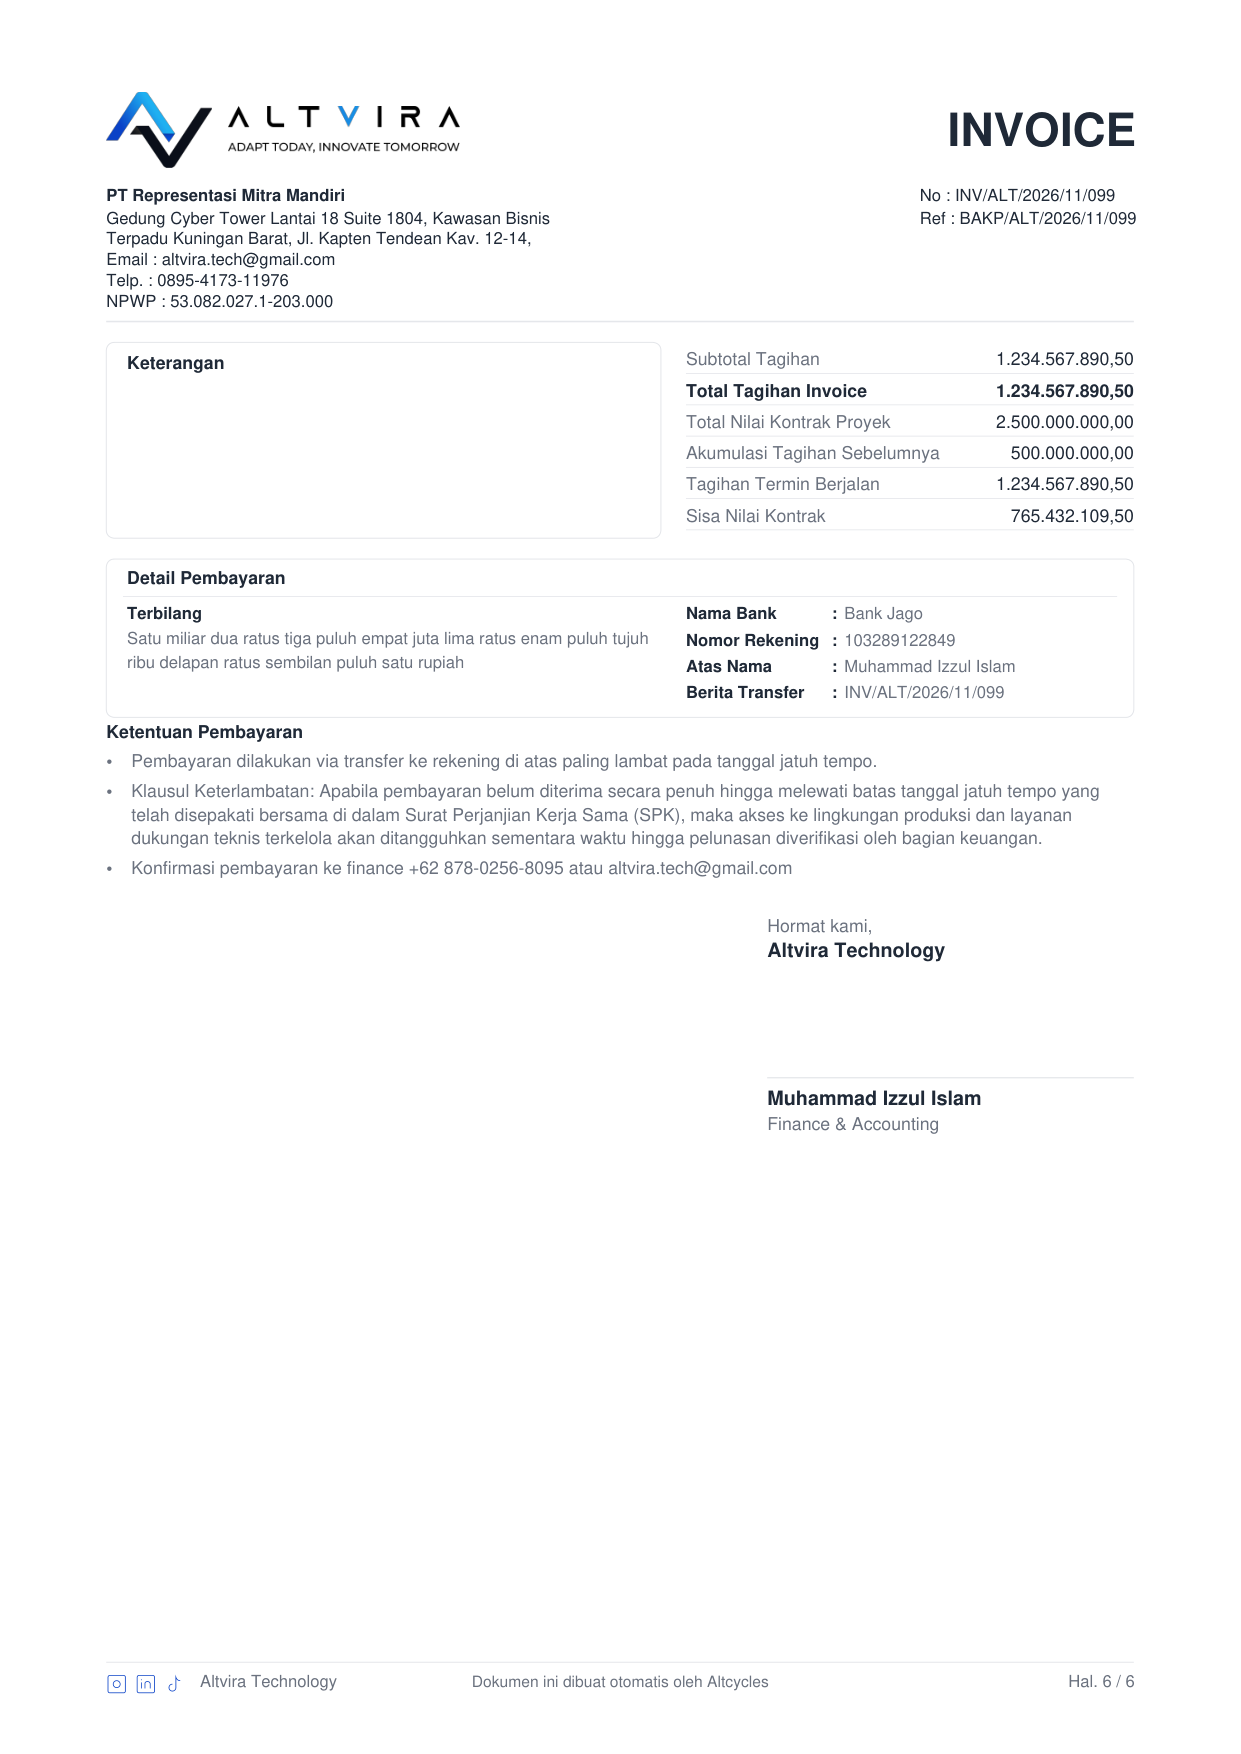 ALTVIRA
ADAPT TODAY, INNOVATE TOMORROW
INVOICE
PT Representasi Mitra Mandiri
Gedung Cyber Tower Lantai 18 Suite 1804, Kawasan Bisnis
Terpadu Kuningan Barat, Jl. Kapten Tendean Kav. 12-14,
Email : altvira.tech@gmail.com
Telp. : 0895-4173-11976
NPWP : 53.082.027.1-203.000
No : INV/ALT/2026/11/099
Ref : BAKP/ALT/2026/11/099
Keterangan
Subtotal Tagihan 1.234.567.890,50
Total Tagihan Invoice 1.234.567.890,50
Total Nilai Kontrak Proyek 2.500.000.000,00
Akumulasi Tagihan Sebelumnya 500.000.000,00
Tagihan Termin Berjalan 1.234.567.890,50
Sisa Nilai Kontrak 765.432.109,50
Detail Pembayaran
Terbilang
Satu miliar dua ratus tiga puluh empat juta lima ratus enam puluh tujuh
ribu delapan ratus sembilan puluh satu rupiah
Nama Bank : Bank Jago
Nomor Rekening : 103289122849
Atas Nama : Muhammad Izzul Islam
Berita Transfer : INV/ALT/2026/11/099
Ketentuan Pembayaran
• Pembayaran dilakukan via transfer ke rekening di atas paling lambat pada tanggal jatuh tempo.
• Klausul Keterlambatan: Apabila pembayaran belum diterima secara penuh hingga melewati batas tanggal jatuh tempo yang
telah disepakati bersama di dalam Surat Perjanjian Kerja Sama (SPK), maka akses ke lingkungan produksi dan layanan
dukungan teknis terkelola akan ditangguhkan sementara waktu hingga pelunasan diverifikasi oleh bagian keuangan.
• Konfirmasi pembayaran ke finance +62 878-0256-8095 atau altvira.tech@gmail.com
Hormat kami,
Altvira Technology
Muhammad Izzul Islam
Finance & Accounting
Altvira Technology
Dokumen ini dibuat otomatis oleh Altcycles
Hal. 6 / 6